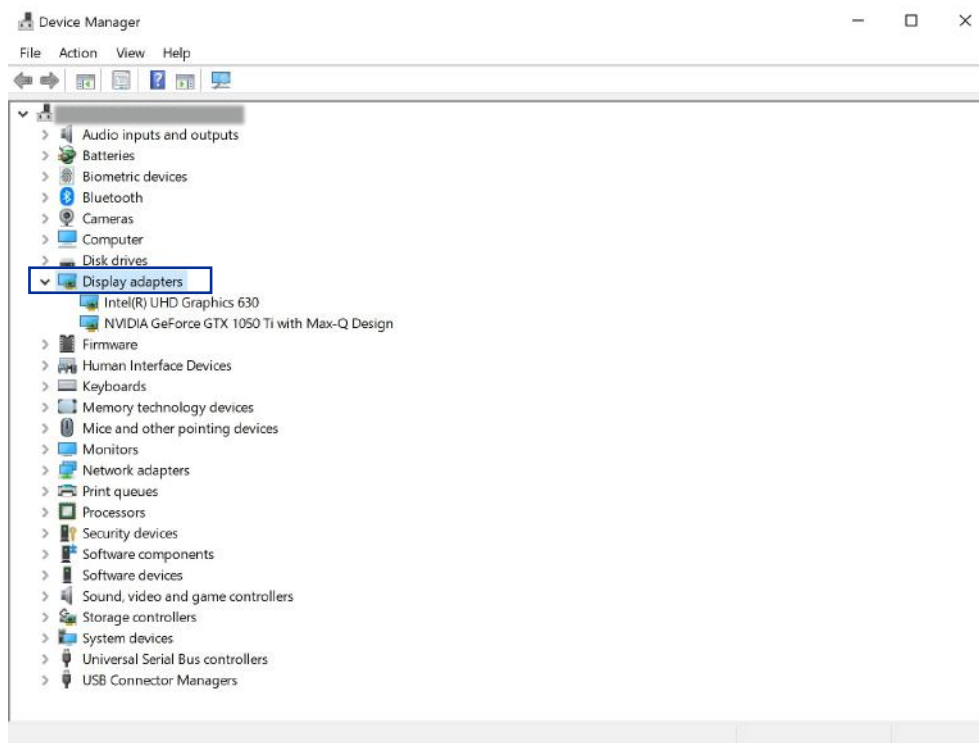 Device Manager
File Action View Help
Audio inputs and outputs
Batteries
Biometric devices
Bluetooth
Cameras
Computer
Disk drives
Display adapters
Intel(R) UHD Graphics 630
NVIDIA GeForce GTX 1050 Ti with Max-Q Design
Firmware
Human Interface Devices
Keyboards
Memory technology devices
Mice and other pointing devices
Monitors
Network adapters
Print queues
Processors
Security devices
Software components
Software devices
Sound, video and game controllers
Storage controllers
System devices
Universal Serial Bus controllers
USB Connector Managers